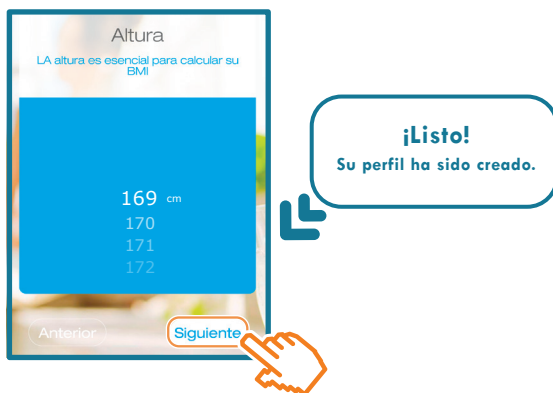 Altura
LA altura es esencial para calcular su
BMI
169 cm
170
171
172
Anterior
Siguiente
¡Listo!
Su perfil ha sido creado.